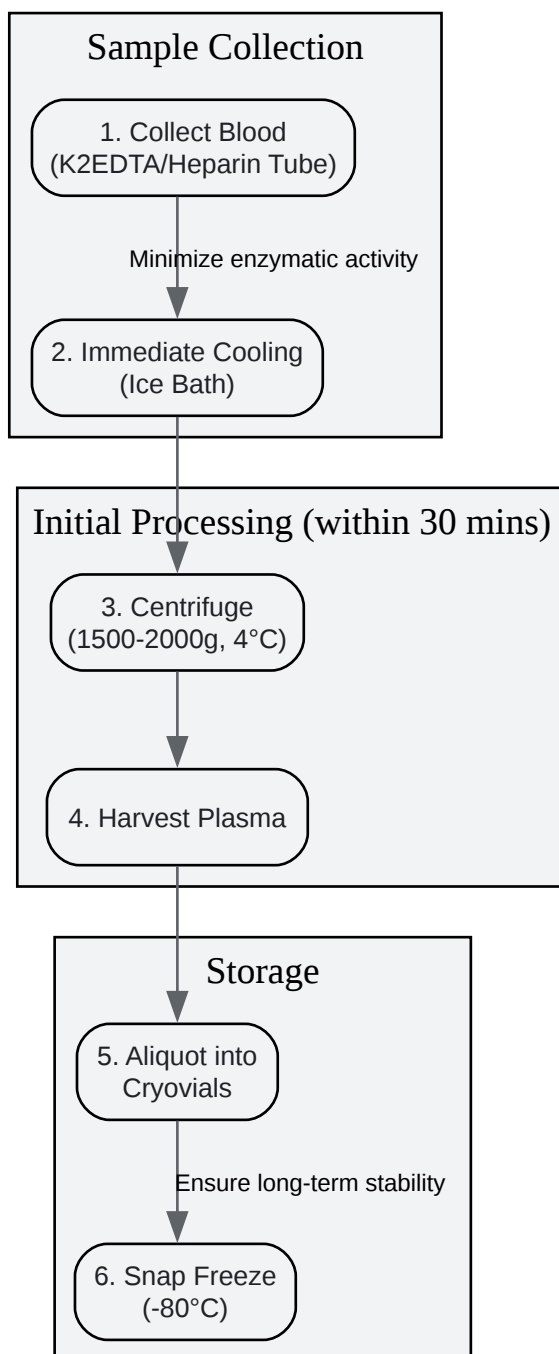 Sample Collection
1. Collect Blood
(K2EDTA/Heparin Tube)
Minimize enzymatic activity
2. Immediate Cooling
(Ice Bath)
Initial Processing (within 30 mins)
3. Centrifuge
(1500-2000g, 4°C)
4. Harvest Plasma
Storage
5. Aliquot into
Cryovials
Ensure long-term stability
6. Snap Freeze
(-80°C)